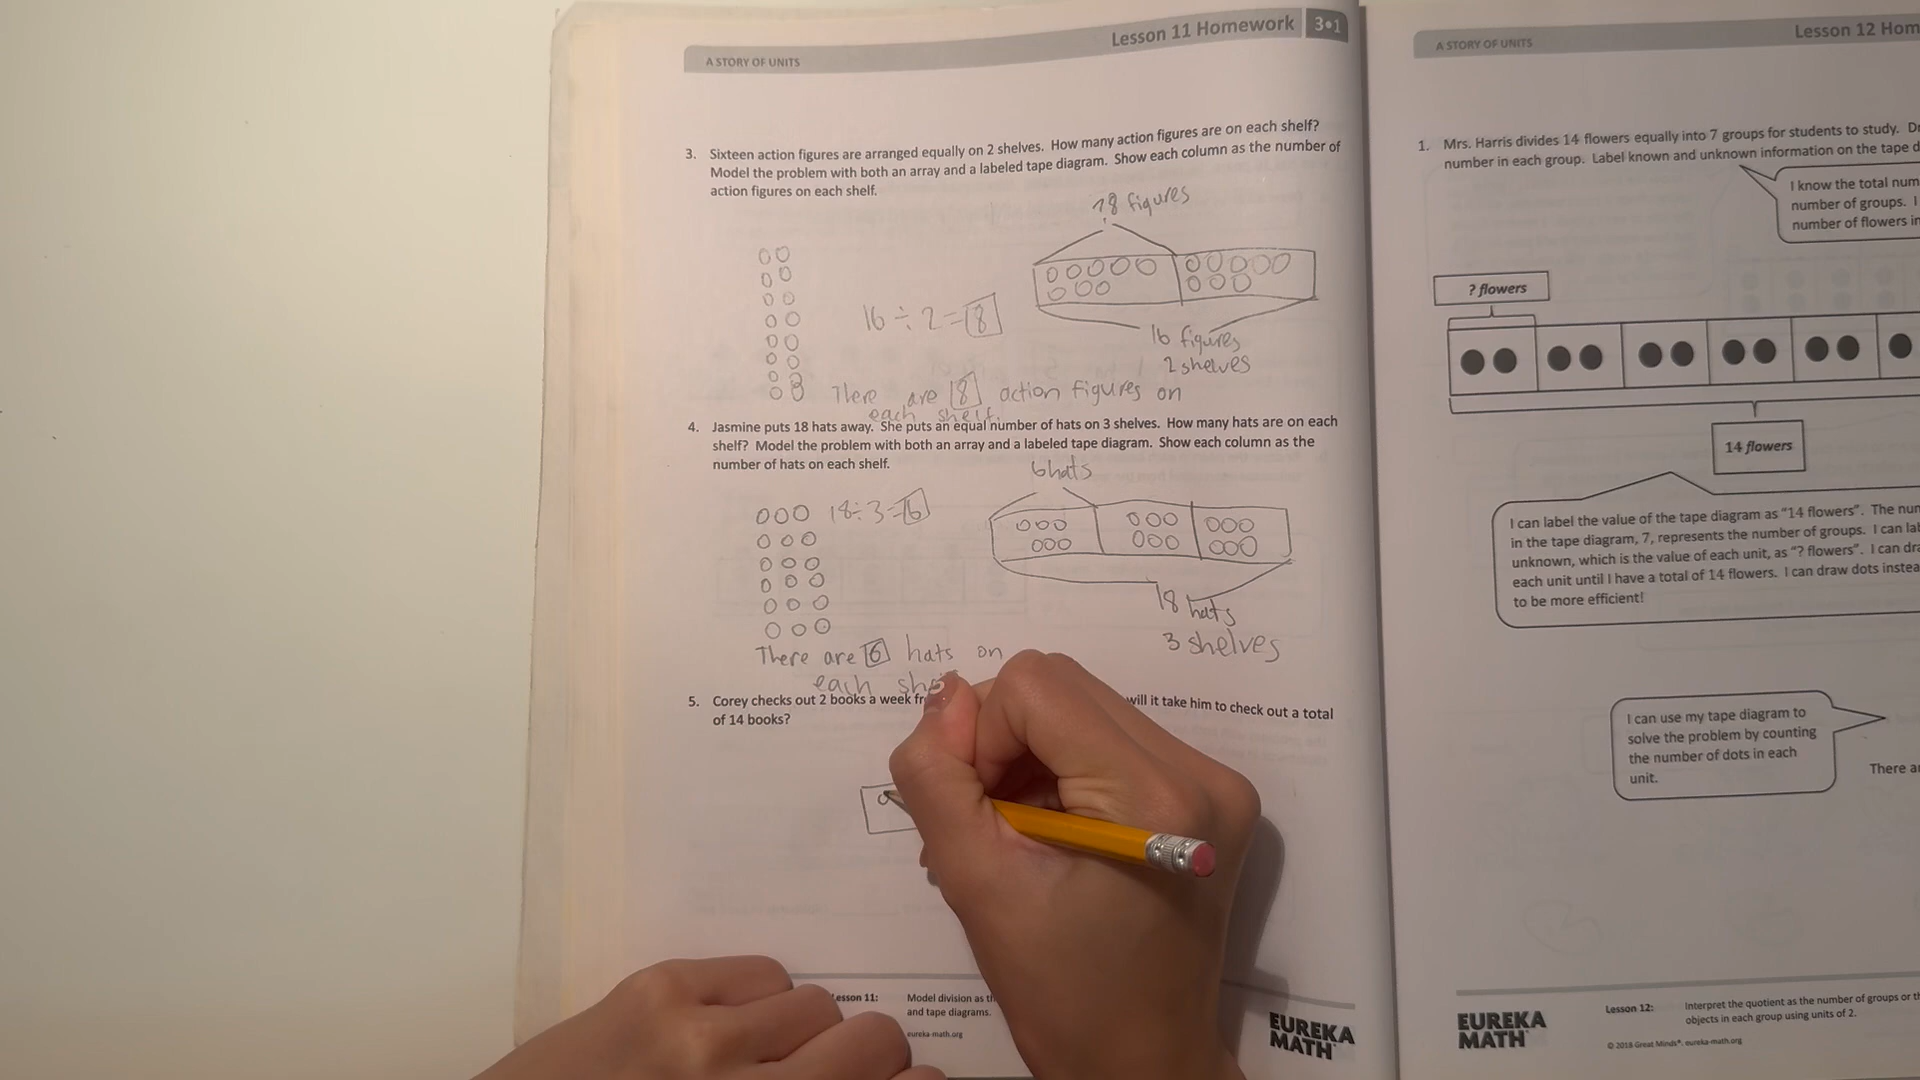 A STORY OF UNITS
Lesson 11 Homework 3•1
3. Sixteen action figures are arranged equally on 2 shelves. How many action figures are on each shelf?
Model the problem with both an array and a labeled tape diagram. Show each column as the number of
action figures on each shelf.
18 figures
16 ÷ 2 = 8
16 figures
2 shelves
There are 8 action figures on
each shelf.
4. Jasmine puts 18 hats away. She puts an equal number of hats on 3 shelves. How many hats are on each
shelf? Model the problem with both an array and a labeled tape diagram. Show each column as the
number of hats on each shelf.
6 hats
18 ÷ 3 = 6
18 hats
3 shelves
There are 6 hats on
each
5. Corey checks out 2 books a week will it take him to check out a total
of 14 books?
Lesson 11: Model division as
and tape diagrams.
eureka-math.org
EUREKA
MATH
A STORY OF UNITS
Lesson 12
1. Mrs. Harris divides 14 flowers equally into 7 groups for students to study.
number in each group. Label known and unknown information on the tape
I know the total
number of groups. I
number of flowers in
? flowers
14 flowers
I can label the value of the tape diagram as "14 flowers". The
in the tape diagram, 7, represents the number of groups. I can
unknown, which is the value of each unit, as "? flowers". I can
each unit until I have a total of 14 flowers. I can draw dots
to be more efficient!
I can use my tape diagram to
solve the problem by counting
the number of dots in each
unit.
There
EUREKA
MATH
Lesson 12: Interpret the quotient as the number of groups or
objects in each group using units of 2.
© 2018 Great Minds®. eureka-math.org